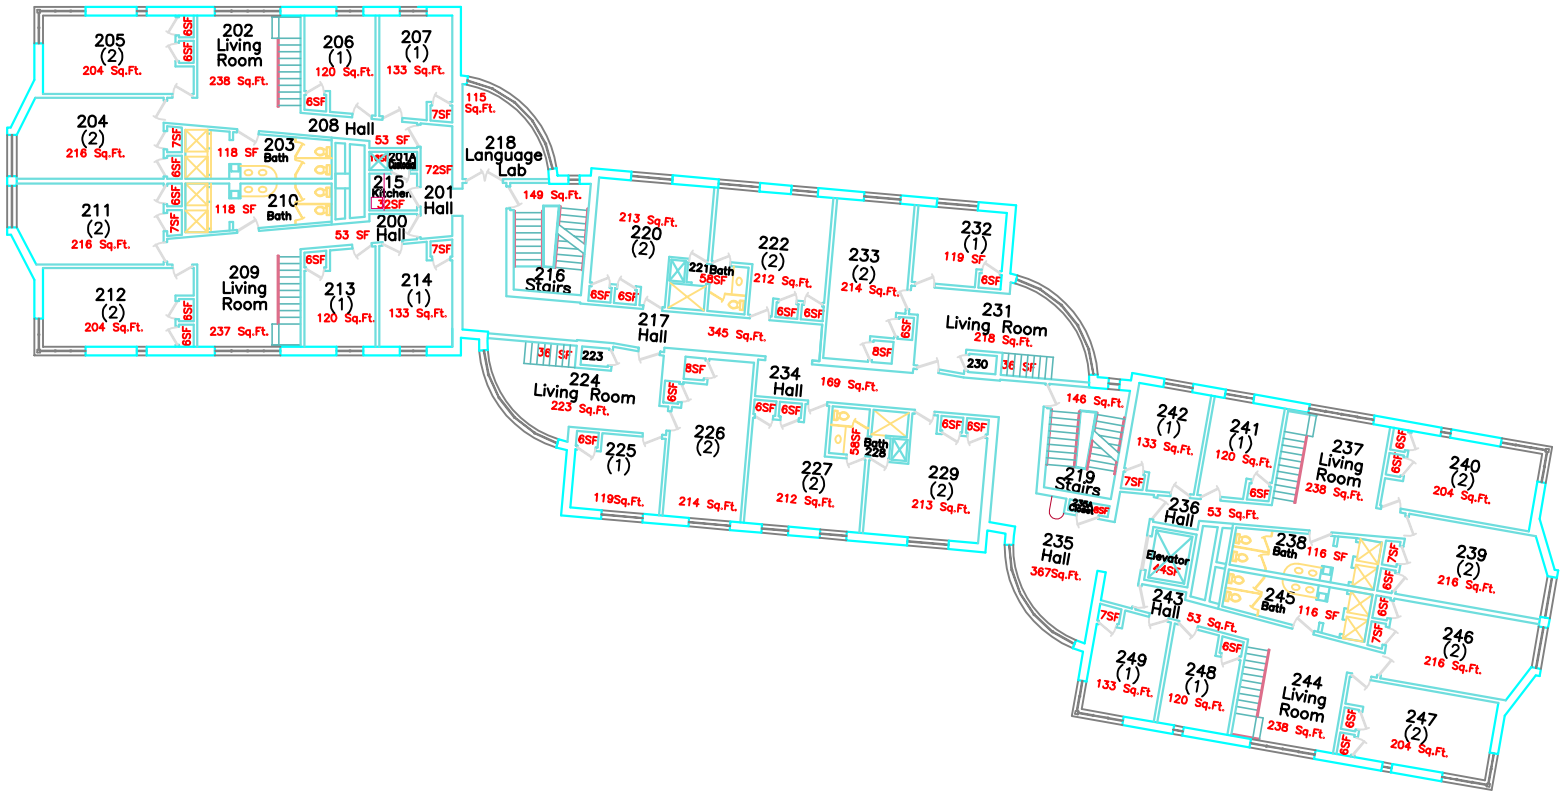 205
(2)
204 Sq.Ft.
6SF
6SF
202
Living
Room
238 Sq.Ft.
206
(1)
120 Sq.Ft.
6SF
207
(1)
133 Sq.Ft.
7SF
115
Sq.Ft.
218
Language
Lab
204
(2)
216 Sq.Ft.
7SF
6SF
208 Hall
53 SF
118 SF
203
Bath
201A
72SF
215
Kitchen
32SF
201
Hall
211
(2)
216 Sq.Ft.
6SF
7SF
118 SF
210
Bath
53 SF
200
Hall
212
(2)
204 Sq.Ft.
6SF
6SF
209
Living
Room
237 Sq.Ft.
6SF
213
(1)
120 Sq.Ft.
7SF
214
(1)
133 Sq.Ft.
149 Sq.Ft.
216
Stairs
213 Sq.Ft.
220
(2)
6SF
6SF
221Bath
58SF
222
(2)
212 Sq.Ft.
6SF
6SF
233
(2)
214 Sq.Ft.
8SF
6SF
232
(1)
119 SF
6SF
231
Living Room
218 Sq.Ft.
230
36 SF
217
Hall
345 Sq.Ft.
36 SF
223
224
Living Room
223 Sq.Ft.
8SF
6SF
234
Hall
169 Sq.Ft.
6SF
225
(1)
119Sq.Ft.
226
(2)
214 Sq.Ft.
6SF
6SF
227
(2)
212 Sq.Ft.
58SF
Bath
228
6SF
6SF
229
(2)
213 Sq.Ft.
146 Sq.Ft.
219
Stairs
235A
Closet
6SF
235
Hall
367Sq.Ft.
242
(1)
133 Sq.Ft.
7SF
241
(1)
120 Sq.Ft.
6SF
237
Living
Room
238 Sq.Ft.
6SF
6SF
240
(2)
204 Sq.Ft.
236
Hall
53 Sq.Ft.
Elevator
44SF
238
Bath
116 SF
7SF
6SF
239
(2)
216 Sq.Ft.
243
Hall
53 Sq.Ft.
245
Bath
116 SF
6SF
7SF
246
(2)
216 Sq.Ft.
7SF
249
(1)
133 Sq.Ft.
6SF
248
(1)
120 Sq.Ft.
244
Living
Room
238 Sq.Ft.
6SF
6SF
247
(2)
204 Sq.Ft.